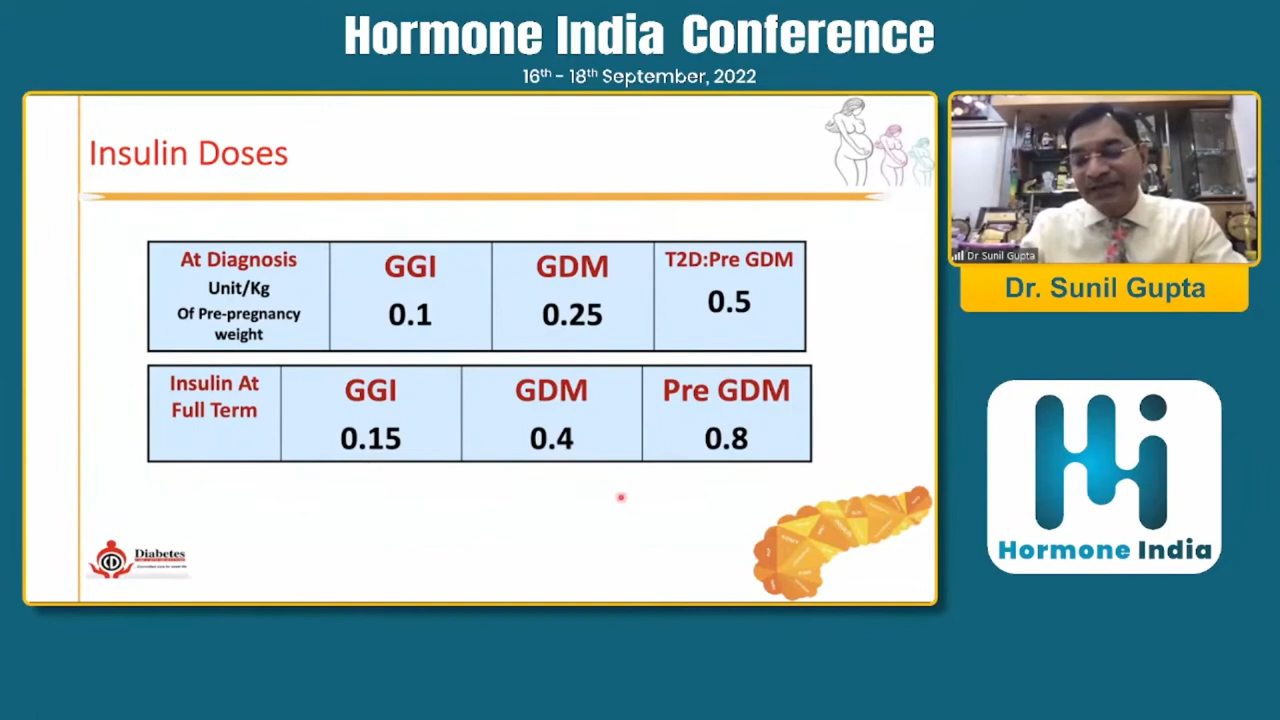 Hormone India Conference
16th - 18th September, 2022
Insulin Doses
At Diagnosis
Unit/Kg
Of Pre-pregnancy
weight
GGI
0.1
GDM
0.25
T2D:Pre GDM
0.5
Insulin At
Full Term
GGI
0.15
GDM
0.4
Pre GDM
0.8
Diabetes
Dr Sunil Gupta
Dr. Sunil Gupta
Hormone India